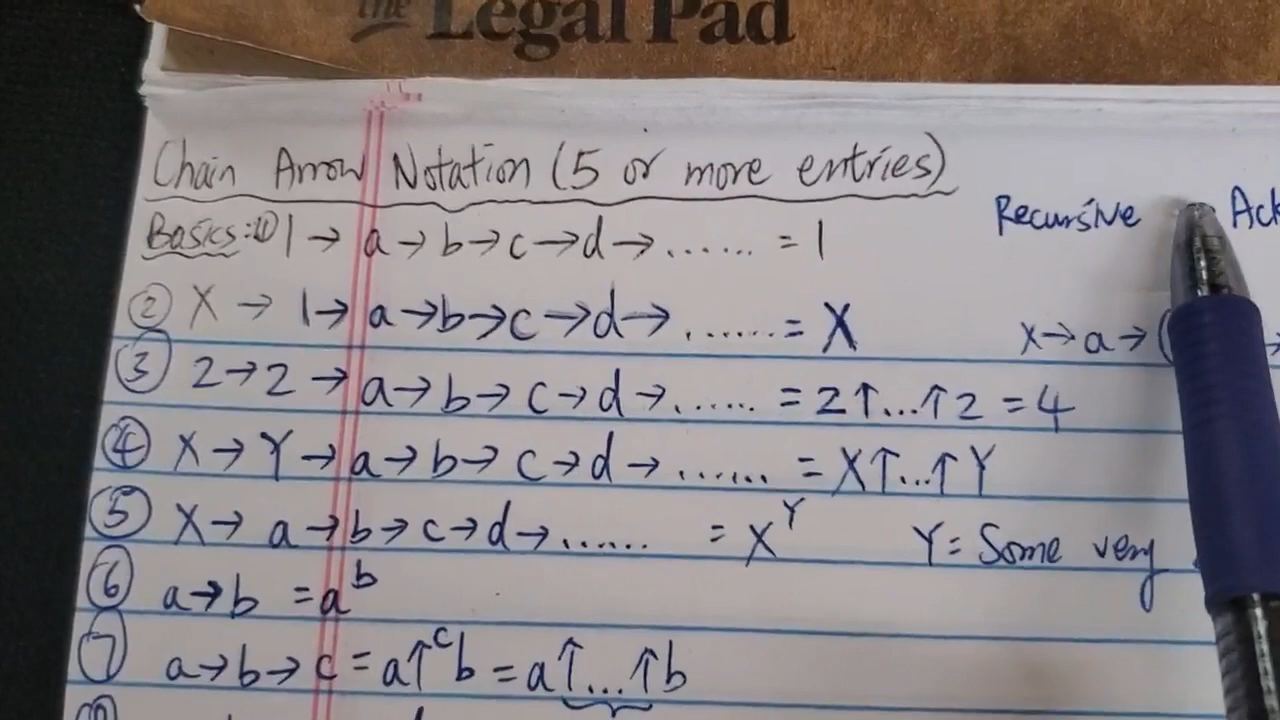 the Legal Pad
Chain Arrow Notation (5 or more entries)
Basics: ① 1 → a → b → c → d → ...... = 1
Recursive
② X → 1 → a → b → c → d → ...... = X
X → a → (
③ 2 → 2 → a → b → c → d → ...... = 2↑...↑2 = 4
④ X → Y → a → b → c → d → ...... = X↑...↑Y
⑤ X → a → b → c → d → ...... = X^Y Y = Some very
⑥ a → b = a^b
⑦ a → b → c = a↑^c b = a↑...↑b